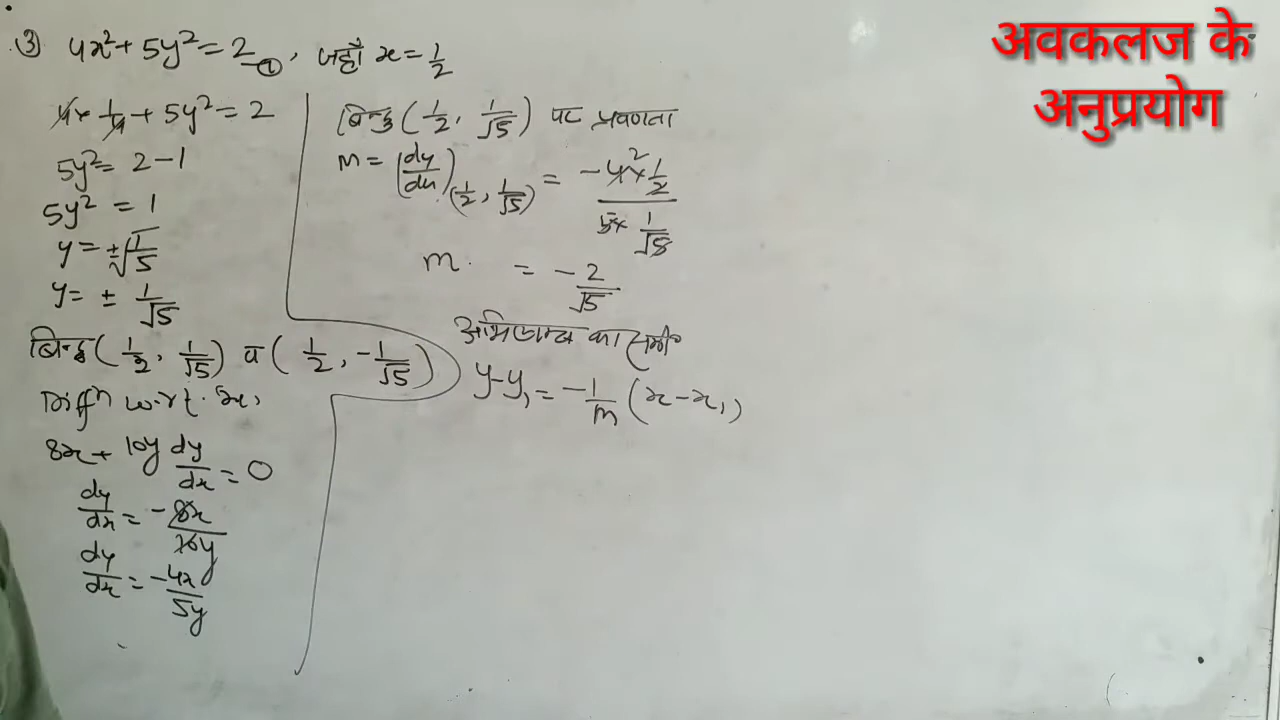 ③ 4x² + 5y² = 2 —①, जहाँ x = 1/2
4 × 1/4 + 5y² = 2
5y² = 2 - 1
5y² = 1
y = ±√1/5
y = ± 1/√5
बिन्दु (1/2, 1/√5) व (1/2, -1/√5)
Diffⁿ w.r.t. x,
8x + 10y dy/dx = 0
dy/dx = -8x/10y
dy/dx = -4x/5y
बिन्दु (1/2, 1/√5) पर प्रवणता
m = (dy/dx)(1/2, 1/√5) = -4 × 1/2 / 5 × 1/√5
m = -2/√5
अभिलम्ब का समी॰
y - y₁ = -1/m (x - x₁)
अवकलज के
अनुप्रयोग